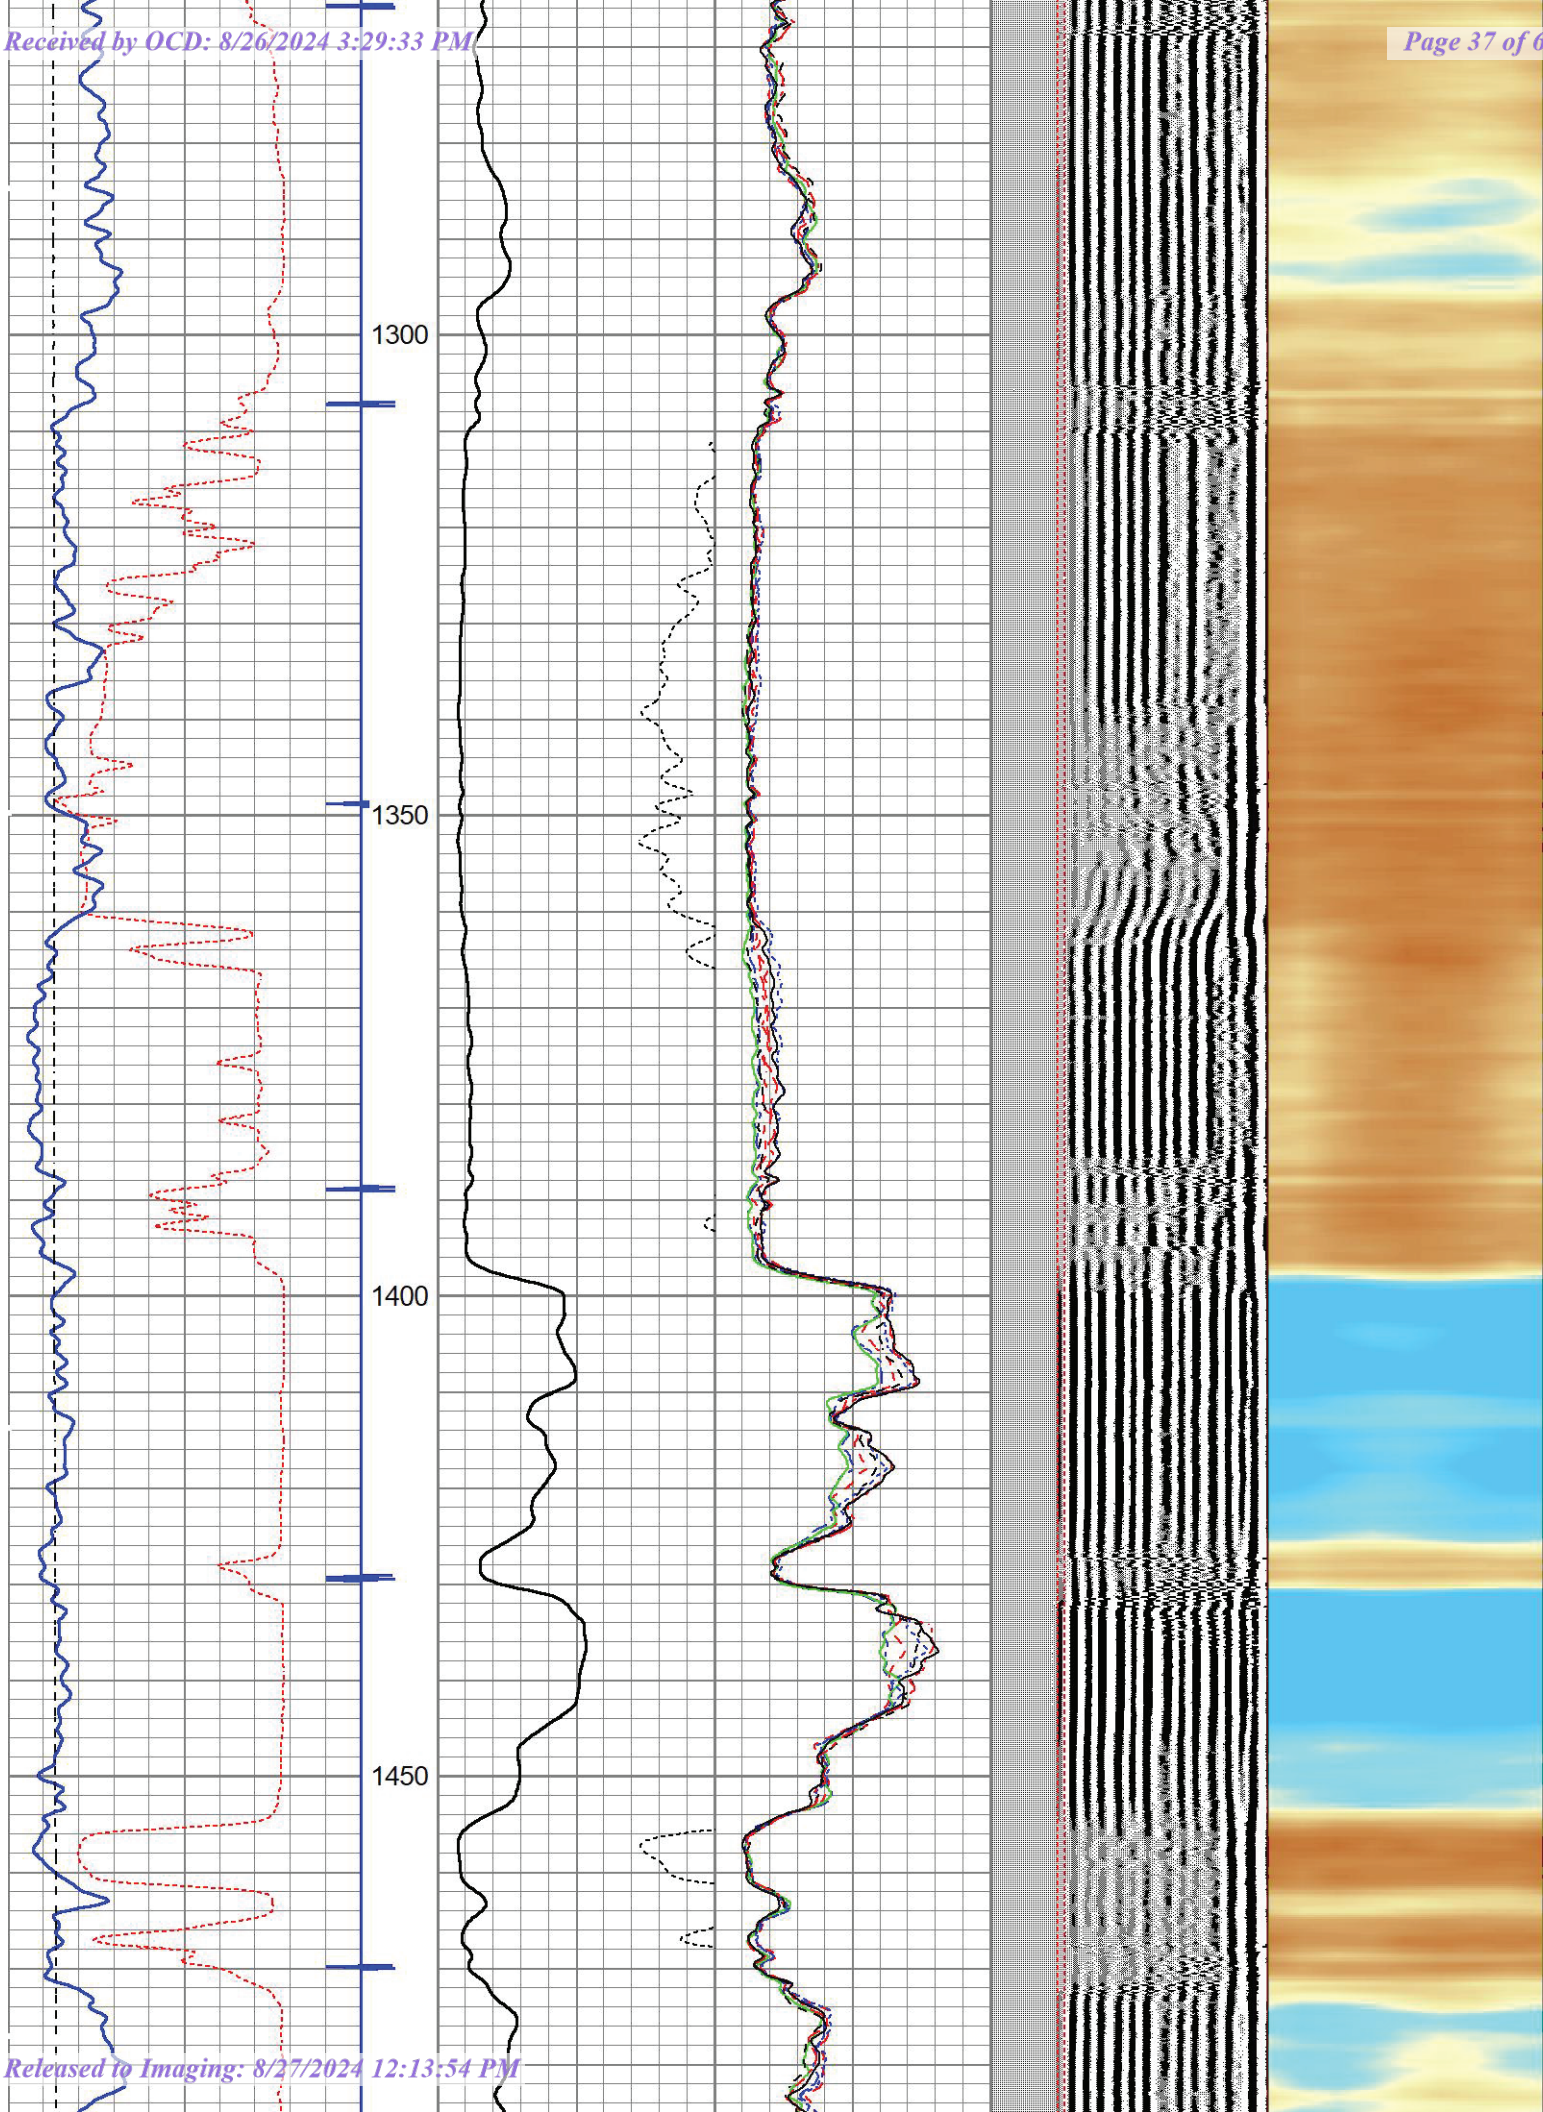 Received by OCD: 8/26/2024 3:29:33 PM
Page 37 of 6
1300
1350
1400
1450
Released to Imaging: 8/27/2024 12:13:54 PM